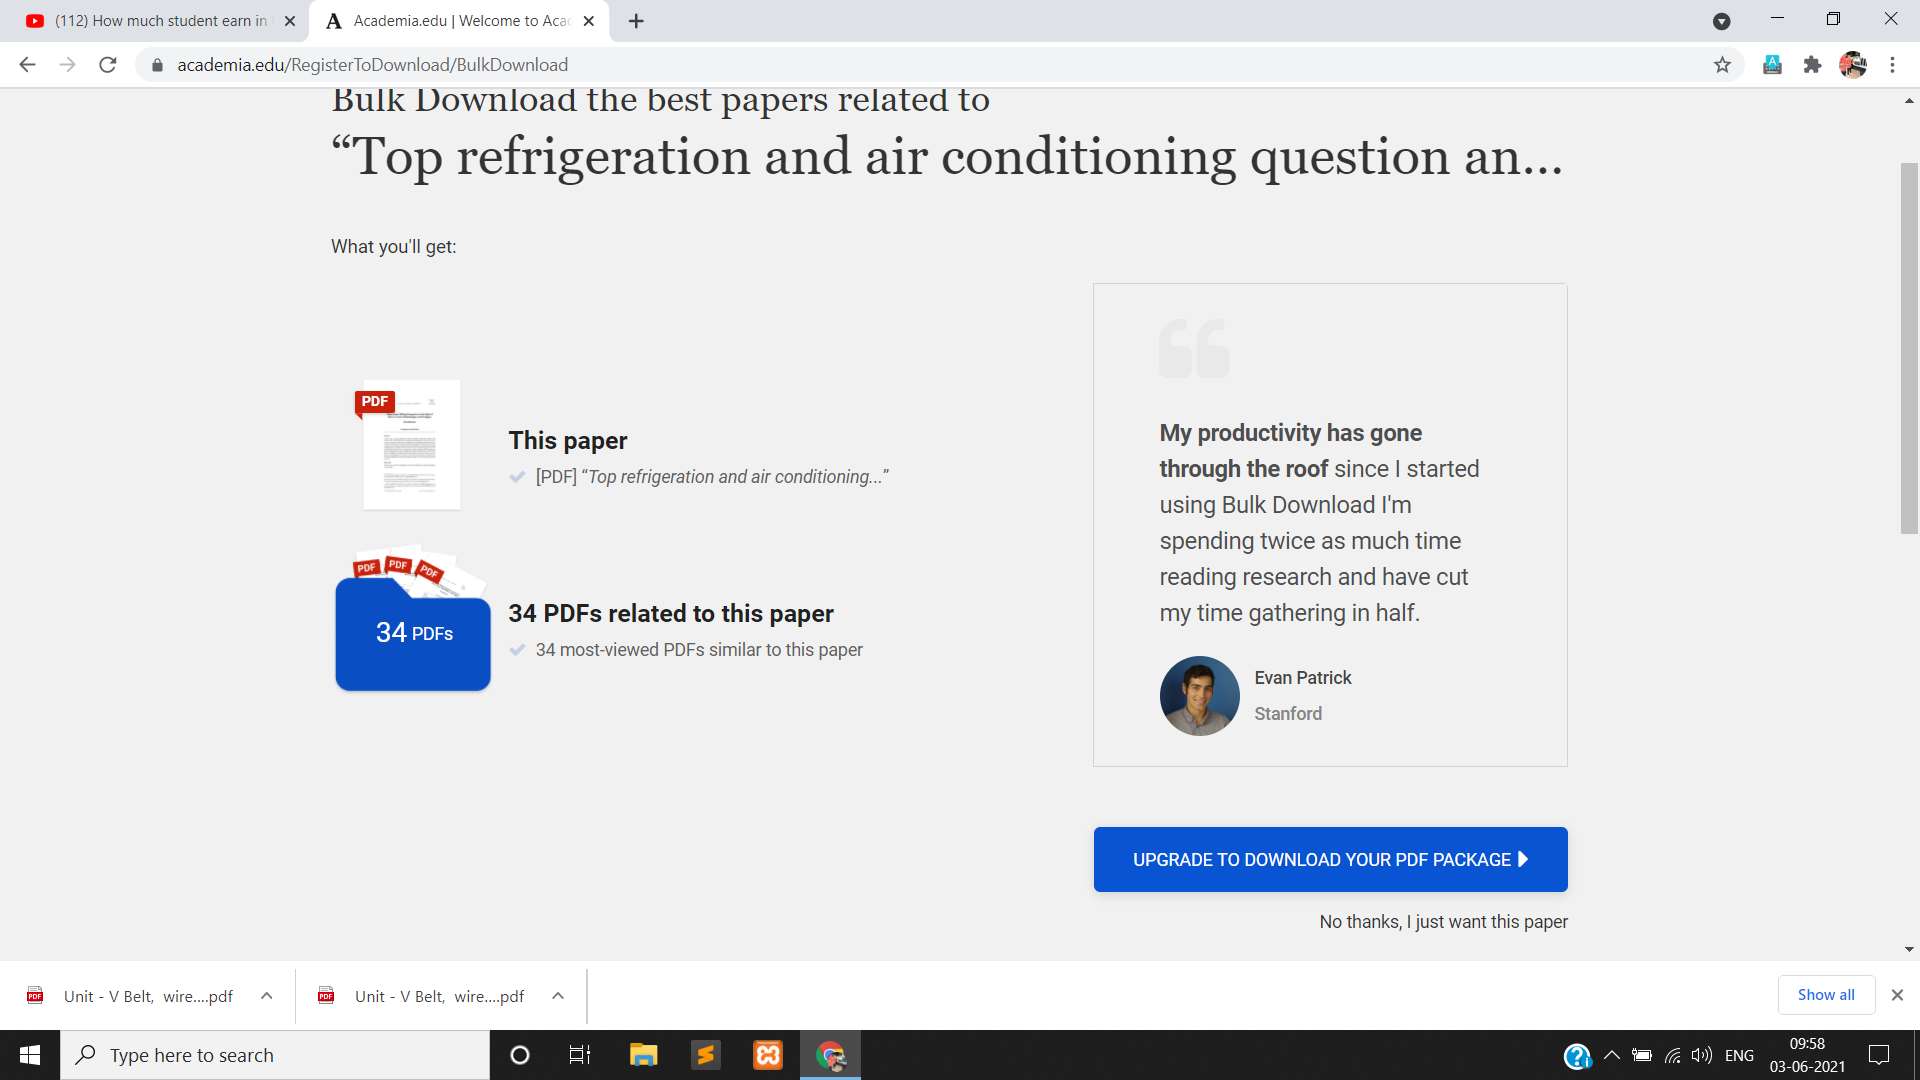 (112) How much student earn in
Academia.edu | Welcome to Aca
academia.edu/RegisterToDownload/BulkDownload
Bulk Download the best papers related to
“Top refrigeration and air conditioning question an...
What you'll get:
PDF
This paper
[PDF] “Top refrigeration and air conditioning...”
PDF PDF PDF
34 PDFs
34 PDFs related to this paper
34 most-viewed PDFs similar to this paper
My productivity has gone
through the roof since I started
using Bulk Download I'm
spending twice as much time
reading research and have cut
my time gathering in half.
Evan Patrick
Stanford
UPGRADE TO DOWNLOAD YOUR PDF PACKAGE
No thanks, I just want this paper
Unit - V Belt, wire....pdf
Unit - V Belt, wire....pdf
Show all
Type here to search
ENG
09:58
03-06-2021